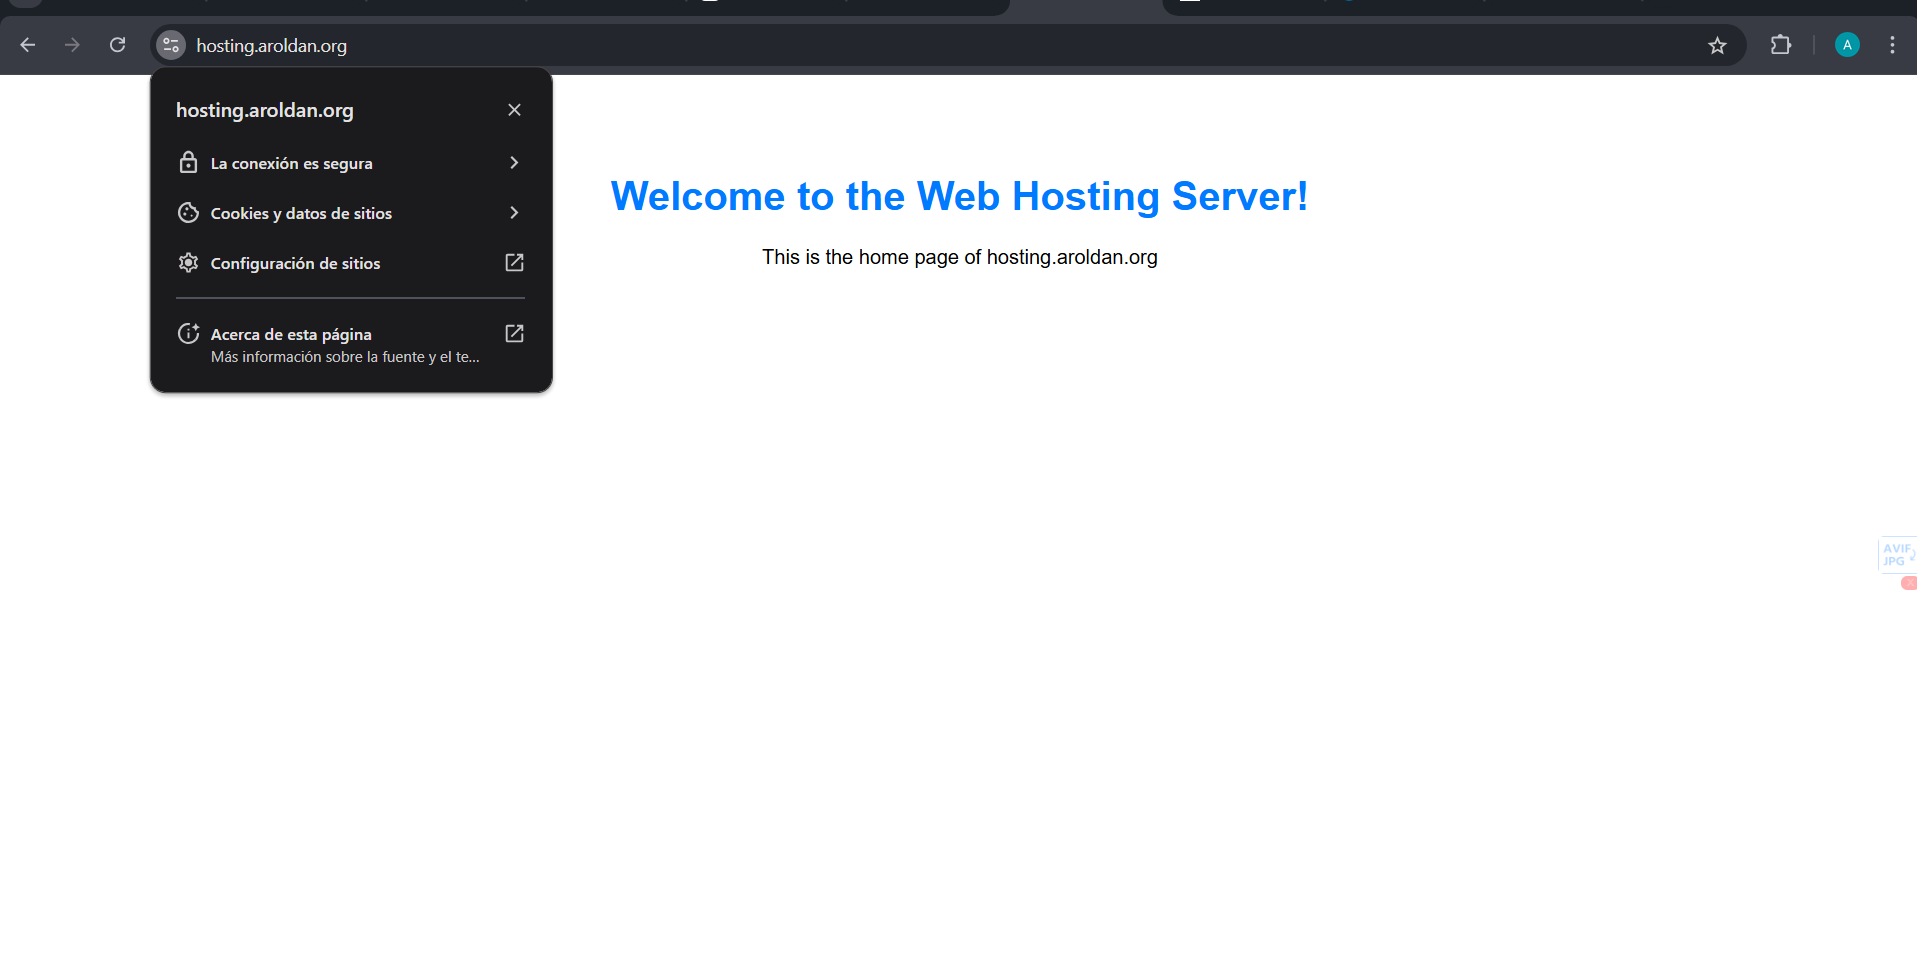 hosting.aroldan.org
A
hosting.aroldan.org
La conexión es segura
Cookies y datos de sitios
Configuración de sitios
Acerca de esta página
Más información sobre la fuente y el te...
Welcome to the Web Hosting Server!
This is the home page of hosting.aroldan.org
AVIF
JPG